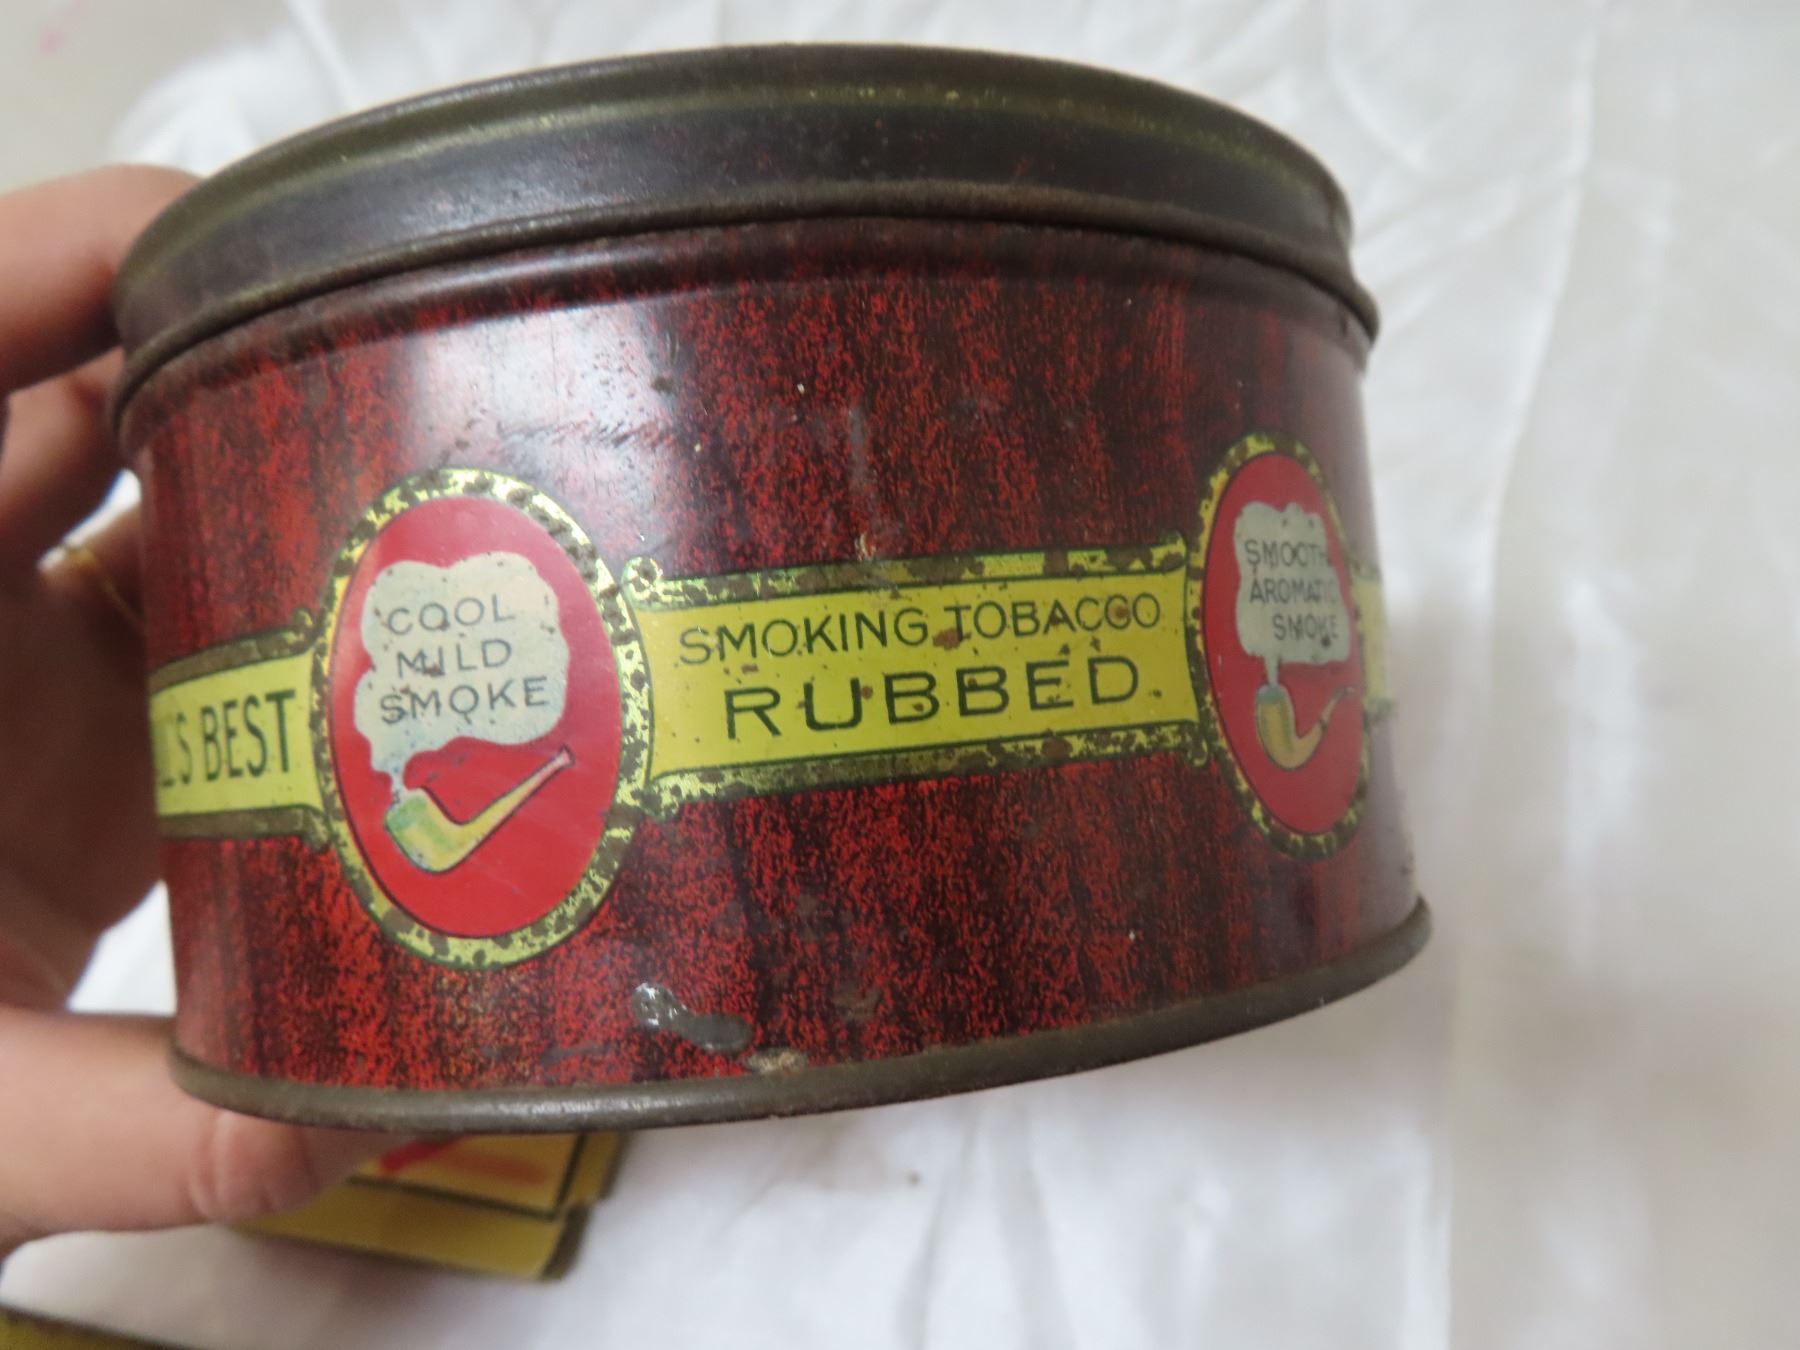 L'S BEST
COOL
MILD
SMOKE
SMOKING TOBACCO
RUBBED
SMOOTH
AROMATIC
SMOKE